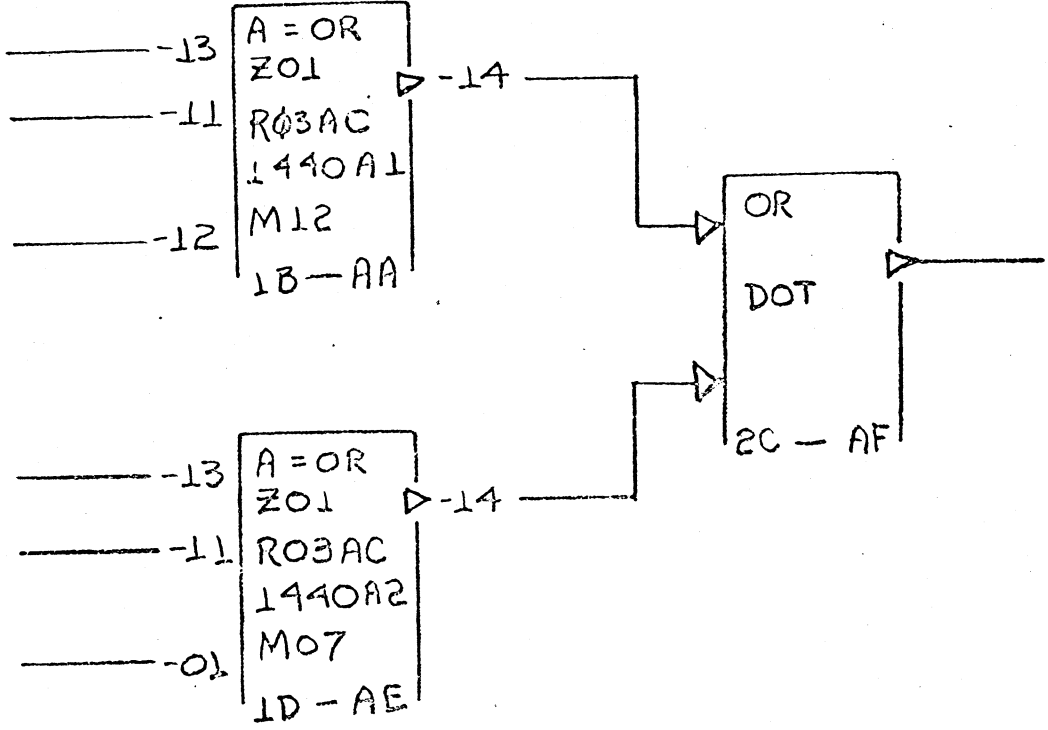 -13
-11
-12
A = OR
Z01
RØ3AC
1440A1
M12
1B-AA
-14
OR
DOT
2C - AF
-13
-11
-01
A = OR
Z01
R03AC
1440A2
M07
1D - AE
-14